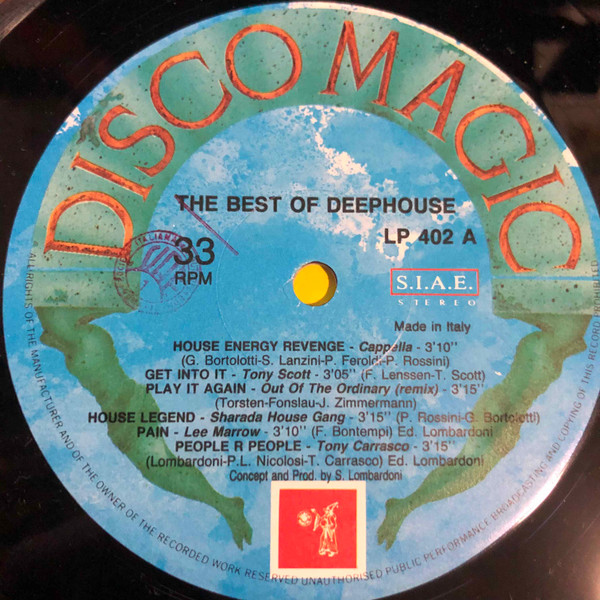 DISCO MAGIC
THE BEST OF DEEPHOUSE
LP 402 A
33
RPM
S.I.A.E.
STEREO
Made in Italy
HOUSE ENERGY REVENGE - Cappella - 3'10''
(G. Bortolotti-S. Lanzini-P. Feroldi-P. Rossini)
GET INTO IT - Tony Scott - 3'05'' (F. Lenssen-T. Scott)
PLAY IT AGAIN - Out Of The Ordinary (remix) - 3'15''
(Torsten-Fonslau-J. Zimmermann)
HOUSE LEGEND - Sharada House Gang - 3'15'' (P. Rossini-G. Bortolotti)
PAIN - Lee Marrow - 3'10'' (F. Bontempi) Ed. Lombardoni
PEOPLE R PEOPLE - Tony Carrasco - 3'15''
(Lombardoni-P.L. Nicolosi-T. Carrasco) Ed. Lombardoni
Concept and Prod. by S. Lombardoni
ALL RIGHTS OF THE MANUFACTURER AND OF THE OWNER OF THE RECORDED WORK RESERVED UNAUTHORISED PUBLIC PERFORMANCE BROADCASTING AND COPYING OF THIS RECORD PROHIBITED